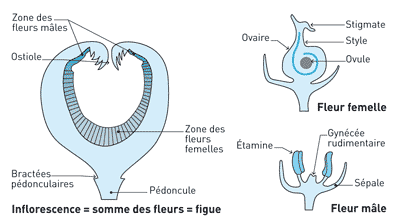 Zone des
fleurs mâles
Ostiole
Zone des
fleurs
femelles
Bractées
pédonculaires
Pédoncule
Inflorescence = somme des fleurs = figue
Stigmate
Style
Ovaire
Ovule
Fleur femelle
Étamine
Gynécée
rudimentaire
Sépale
Fleur mâle